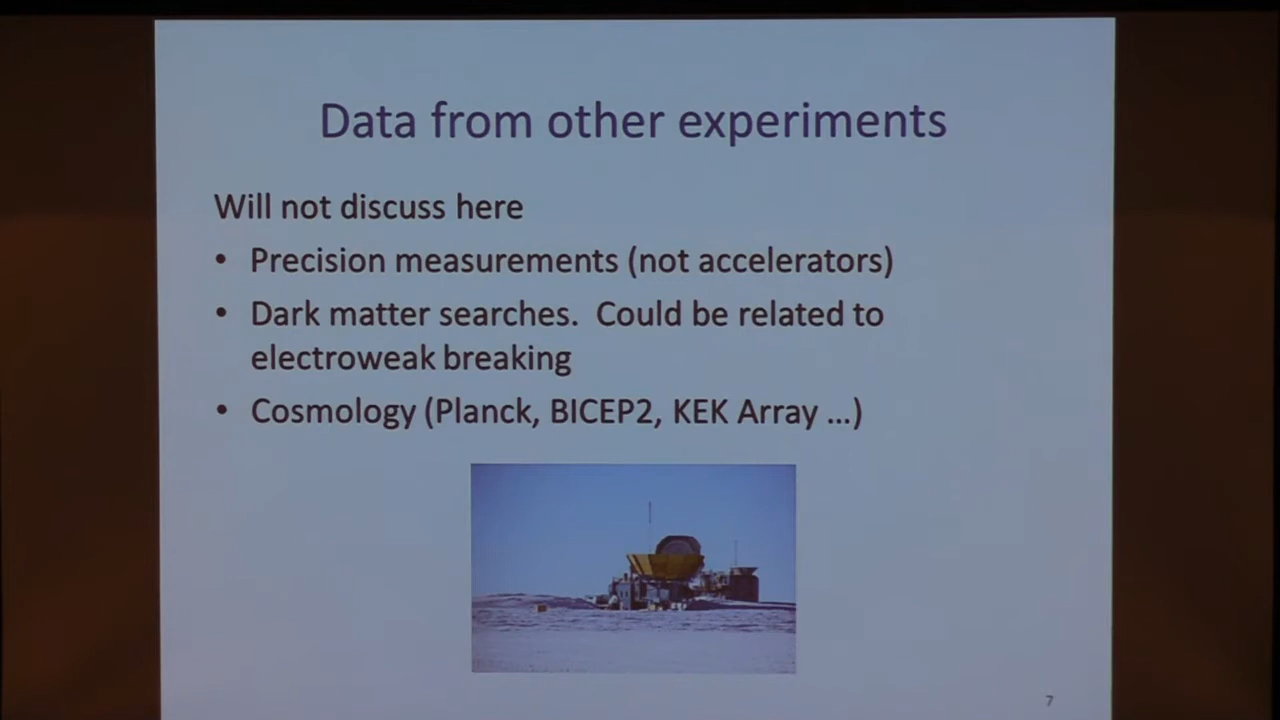 Data from other experiments
Will not discuss here
• Precision measurements (not accelerators)
• Dark matter searches. Could be related to
electroweak breaking
• Cosmology (Planck, BICEP2, KEK Array ...)
7